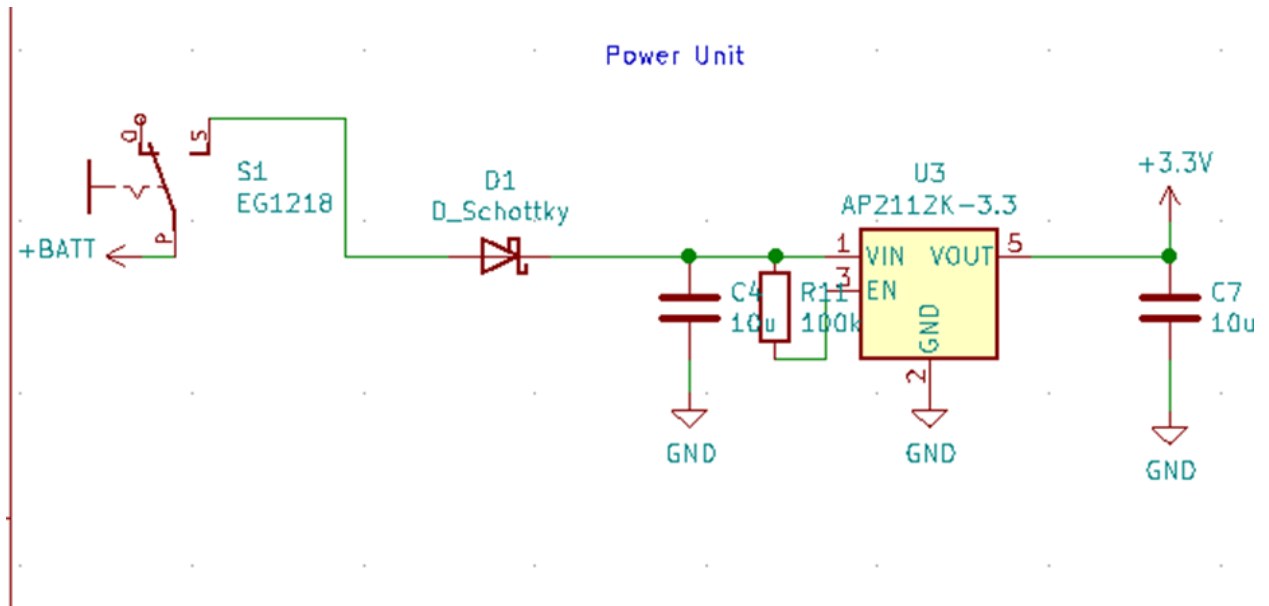 Power Unit
O
S
P
S1
EG1218
+BATT
D1
D_Schottky
C4
10u
R11
100k
U3
AP2112K-3.3
1
VIN
VOUT
5
3
EN
GND
2
+3.3V
C7
10u
GND
GND
GND